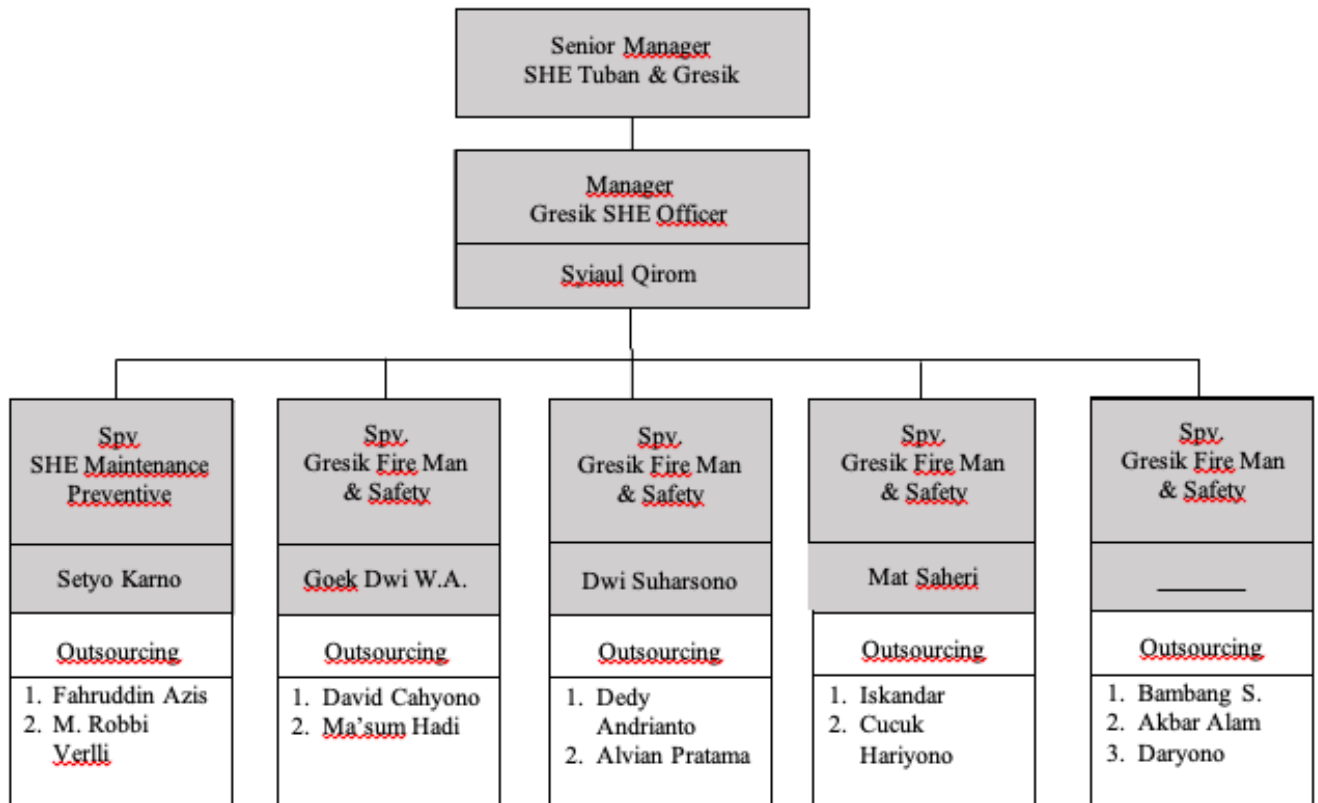 Senior Manager
SHE Tuban & Gresik
Manager
Gresik SHE Officer
Syiaul Qirom
Spv
SHE Maintenance
Preventive
Setyo Karno
Outsourcing
1. Fahruddin Azis
2. M. Robbi
Verlli
Spv.
Gresik Fire Man
& Safety
Goek Dwi W.A.
Outsourcing
1. David Cahyono
2. Ma'sum Hadi
Spv.
Gresik Fire Man
& Safety
Dwi Suharsono
Outsourcing
1. Dedy
Andrianto
2. Alvian Pratama
Spv.
Gresik Fire Man
& Safety
Mat Saheri
Outsourcing
1. Iskandar
2. Cucuk
Hariyono
Spv.
Gresik Fire Man
& Safety
Outsourcing
1. Bambang S.
2. Akbar Alam
3. Daryono